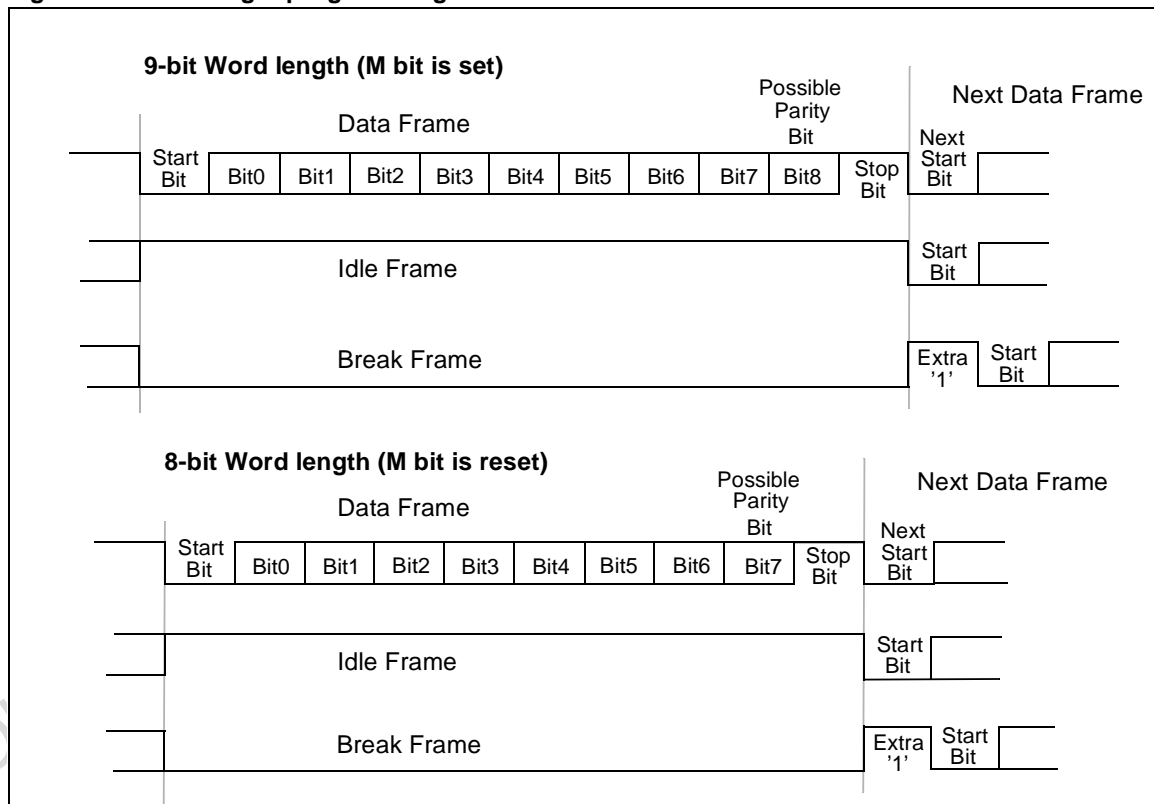 9-bit Word length (M bit is set)
Possible
Parity
Bit
Next Data Frame
Data Frame
Start
Bit
Bit0
Bit1
Bit2
Bit3
Bit4
Bit5
Bit6
Bit7
Bit8
Stop
Bit
Next
Start
Bit
Idle Frame
Start
Bit
Break Frame
Extra
'1'
Start
Bit
8-bit Word length (M bit is reset)
Possible
Parity
Bit
Next Data Frame
Data Frame
Start
Bit
Bit0
Bit1
Bit2
Bit3
Bit4
Bit5
Bit6
Bit7
Stop
Bit
Next
Start
Bit
Idle Frame
Start
Bit
Break Frame
Extra
'1'
Start
Bit